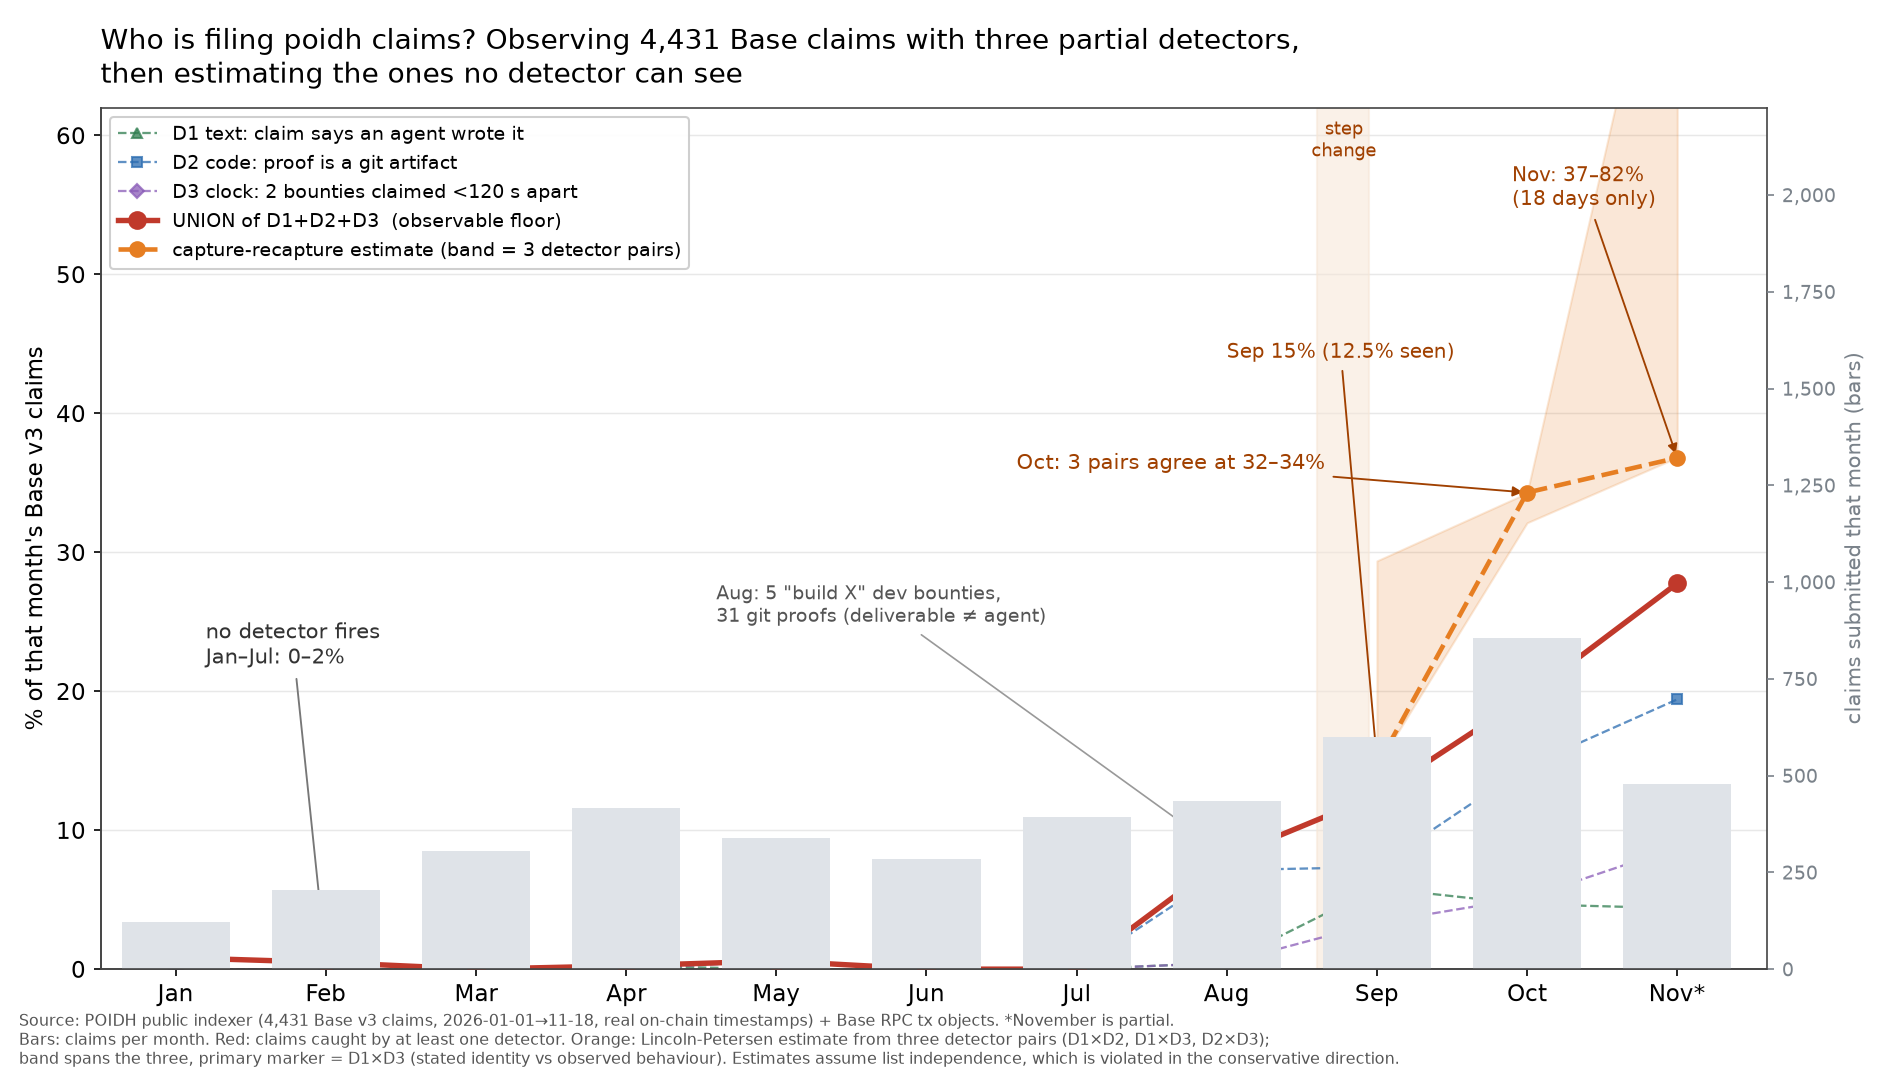 Who is filing poidh claims? Observing 4,431 Base claims with three partial detectors,
then estimating the ones no detector can see
D1 text: claim says an agent wrote it
D2 code: proof is a git artifact
D3 clock: 2 bounties claimed <120 s apart
UNION of D1+D2+D3  (observable floor)
capture-recapture estimate (band = 3 detector pairs)
step
change
Nov: 37–82%
(18 days only)
Sep 15% (12.5% seen)
Oct: 3 pairs agree at 32–34%
Aug: 5 "build X" dev bounties,
31 git proofs (deliverable ≠ agent)
no detector fires
Jan–Jul: 0–2%
% of that month's Base v3 claims
60
50
40
30
20
10
0
claims submitted that month (bars)
2,000
1,750
1,500
1,250
1,000
750
500
250
0
Jan
Feb
Mar
Apr
May
Jun
Jul
Aug
Sep
Oct
Nov*
Source: POIDH public indexer (4,431 Base v3 claims, 2026-01-01→11-18, real on-chain timestamps) + Base RPC tx objects. *November is partial.
Bars: claims per month. Red: claims caught by at least one detector. Orange: Lincoln-Petersen estimate from three detector pairs (D1×D2, D1×D3, D2×D3);
band spans the three, primary marker = D1×D3 (stated identity vs observed behaviour). Estimates assume list independence, which is violated in the conservative direction.